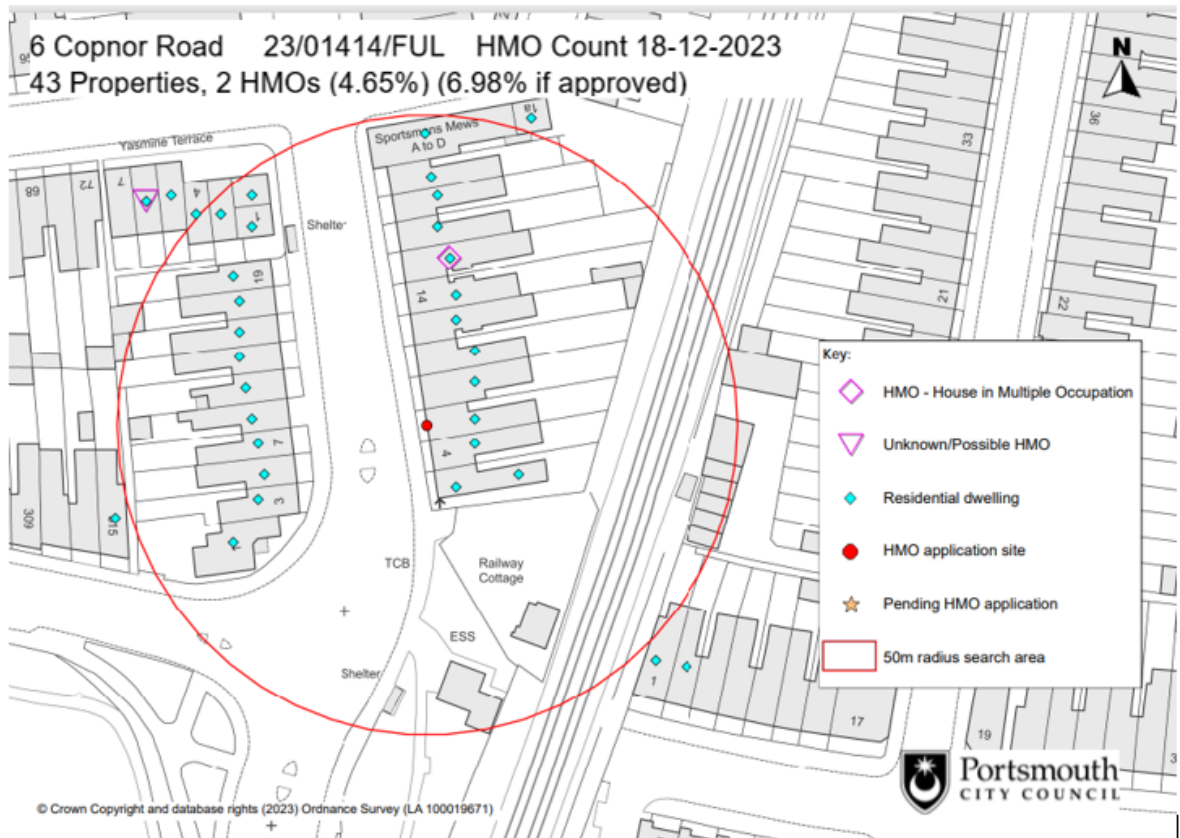 6 Copnor Road 23/01414/FUL HMO Count 18-12-2023
43 Properties, 2 HMOs (4.65%) (6.98% if approved)
N
Yasmine Terrace
Sportsmans Mews
A to D
1a
68
72
7
4
1
Shelter
19
14
33
36
21
22
7
3
4
309
315
TCB
Railway
Cottage
ESS
Shelter
1
17
19
Key:
HMO - House in Multiple Occupation
Unknown/Possible HMO
Residential dwelling
HMO application site
Pending HMO application
50m radius search area
Portsmouth
CITY COUNCIL
© Crown Copyright and database rights (2023) Ordnance Survey (LA 100019671)